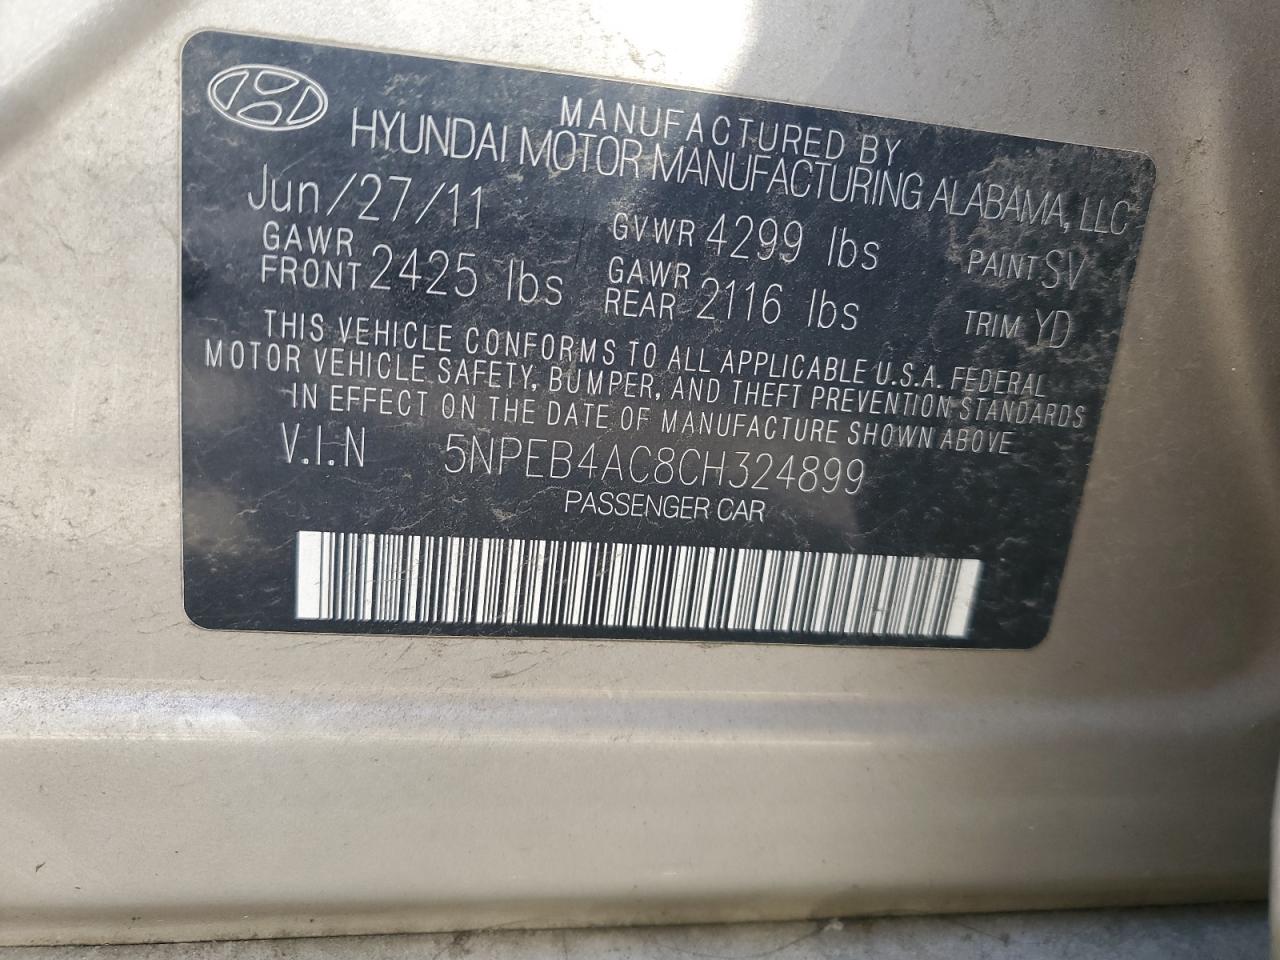 MANUFACTURED BY
HYUNDAI MOTOR MANUFACTURING ALABAMA, LLC
Jun/27/11 GVWR 4299 lbs PAINT SV
GAWR FRONT 2425 lbs GAWR REAR 2116 lbs TRIM YD
THIS VEHICLE CONFORMS TO ALL APPLICABLE U.S.A. FEDERAL
MOTOR VEHICLE SAFETY, BUMPER, AND THEFT PREVENTION STANDARDS
IN EFFECT ON THE DATE OF MANUFACTURE SHOWN ABOVE
V.I.N 5NPEB4AC8CH324899
PASSENGER CAR